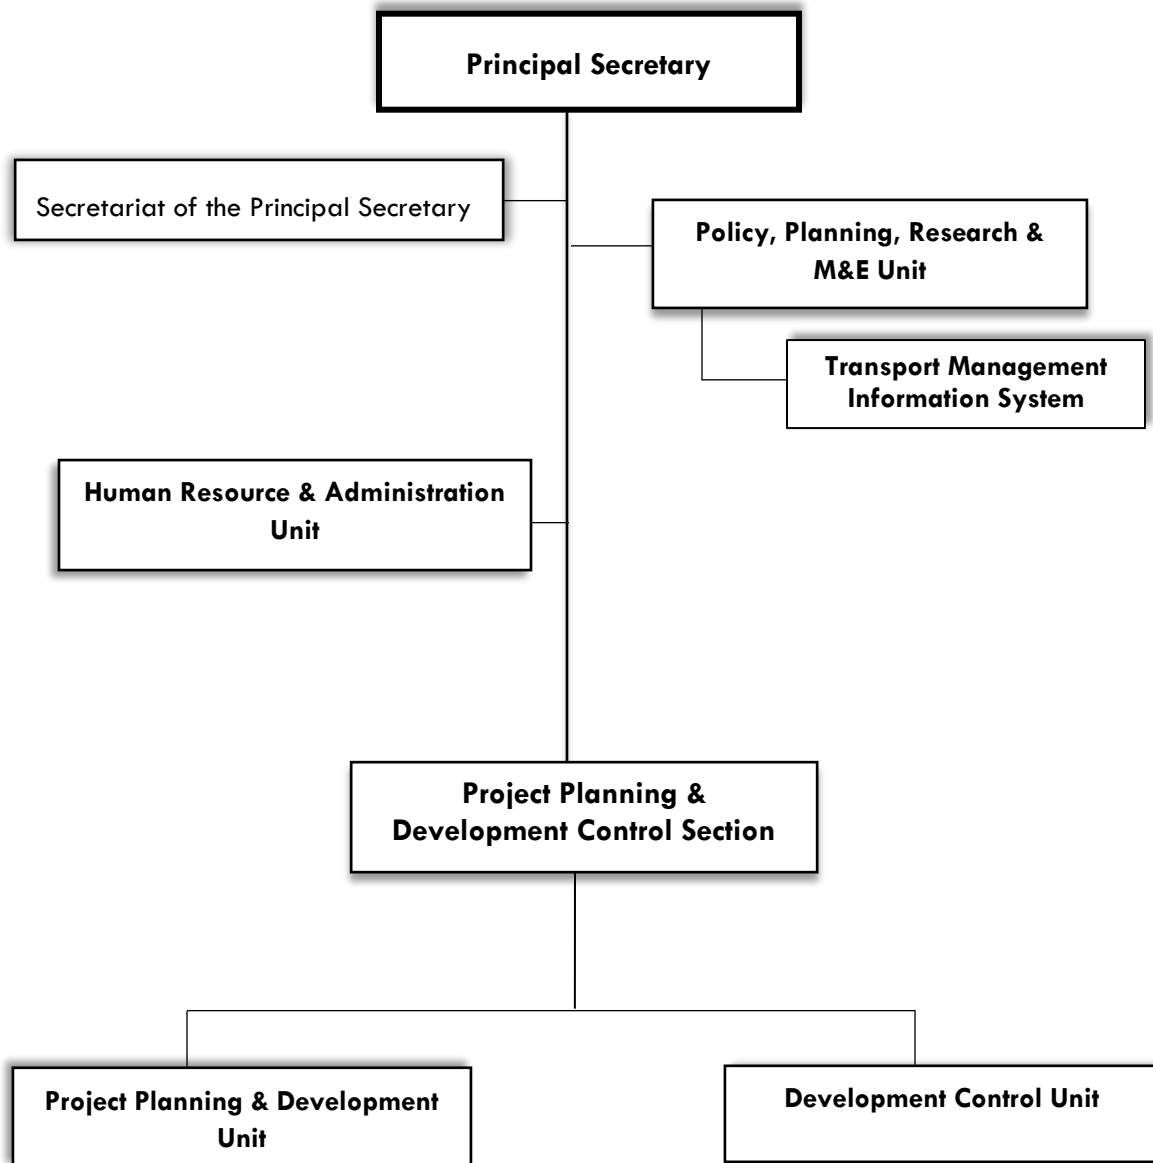 Principal Secretary
Secretariat of the Principal Secretary
Policy, Planning, Research &
M&E Unit
Transport Management
Information System
Human Resource & Administration
Unit
Project Planning &
Development Control Section
Project Planning & Development
Unit
Development Control Unit